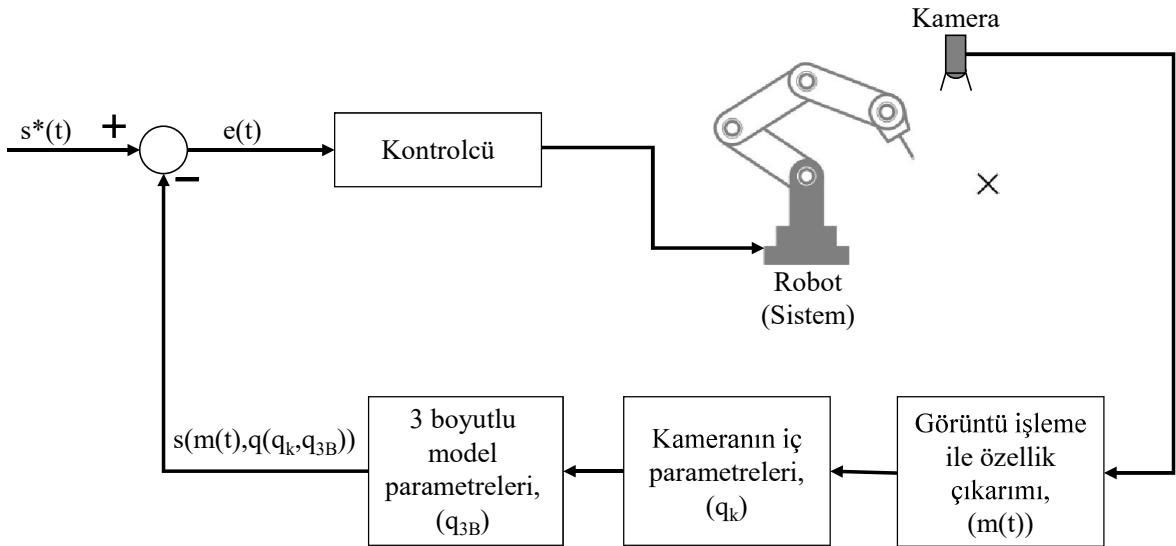 Kamera
s*(t)
+
e(t)
Kontrolcü
−
Robot
(Sistem)
s(m(t),q(qₖ,q₃B))
3 boyutlu
model
parametreleri,
(q₃B)
Kameranın iç
parametreleri,
(qₖ)
Görüntü işleme
ile özellik
çıkarımı,
(m(t))